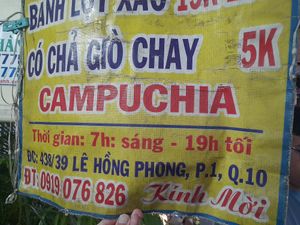 BÁNH LỌT XÀO 15K
CÓ CHẢ GIÒ CHAY 5K
CAMPUCHIA
Thời gian: 7h: sáng - 19h tối
ĐC: 438/39 LÊ HỒNG PHONG, P.1, Q.10
ĐT: 0919 076 826 Kính Mời